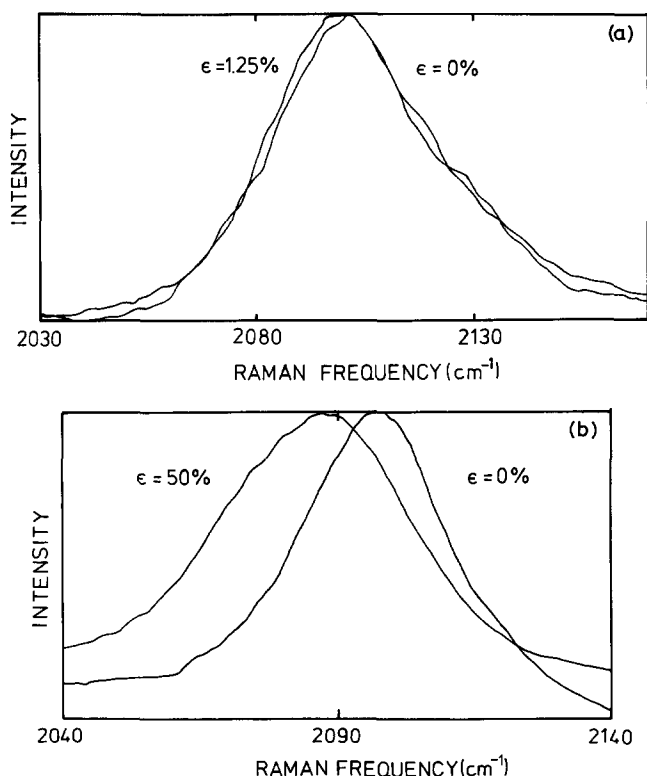 (a)
ϵ=1.25%
ϵ=0%
INTENSITY
2030
2080
2130
RAMAN FREQUENCY(cm⁻¹)
(b)
ϵ=50%
ϵ=0%
INTENSITY
2040
2090
2140
RAMAN FREQUENCY(cm⁻¹)